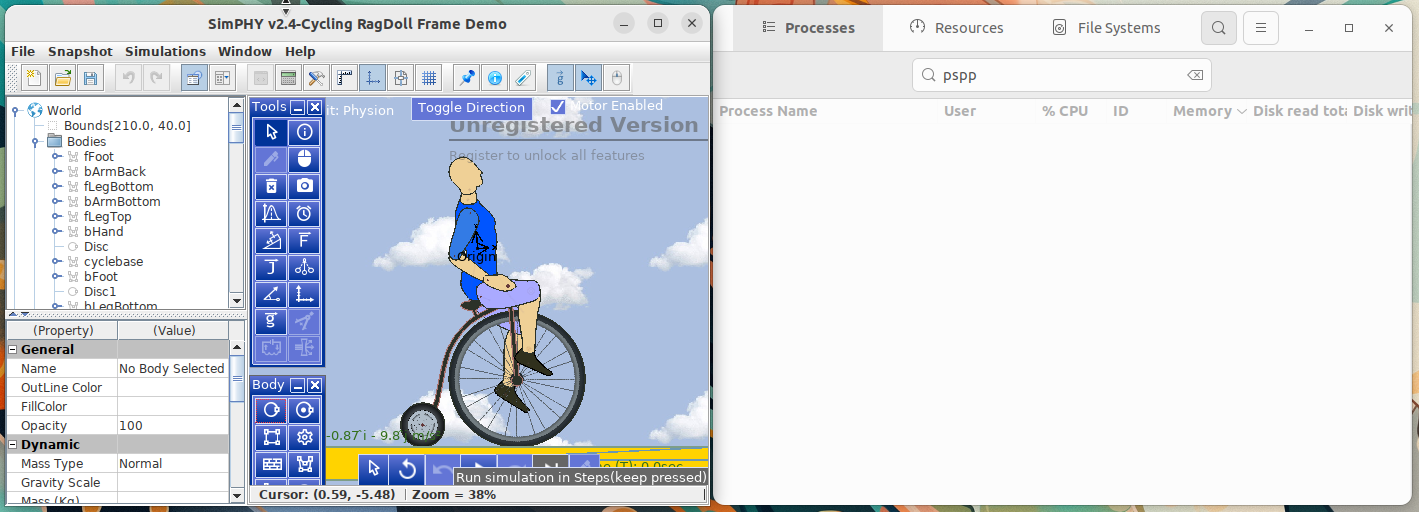 SimPHY v2.4-Cycling RagDoll Frame Demo
File Snapshot Simulations Window Help
World
Bounds[210.0, 40.0]
Bodies
fFoot
bArmBack
fLegBottom
bArmBottom
fLegTop
bHand
Disc
cyclebase
bFoot
Disc1
bLegBottom
(Property) (Value)
General
Name No Body Selected
OutLine Color
FillColor
Opacity 100
Dynamic
Mass Type Normal
Gravity Scale
Mass (Kg)
Tools
it: Physion
Toggle Direction
Motor Enabled
Unregistered Version
Register to unlock all features
Origin
Body
-0.87î - 9.8
(T): 0.0sec
Run simulation in Steps(keep pressed)
Cursor: (0.59, -5.48) | Zoom = 38%
Processes
Resources
File Systems
pspp
Process Name User % CPU ID Memory Disk read tot Disk writ